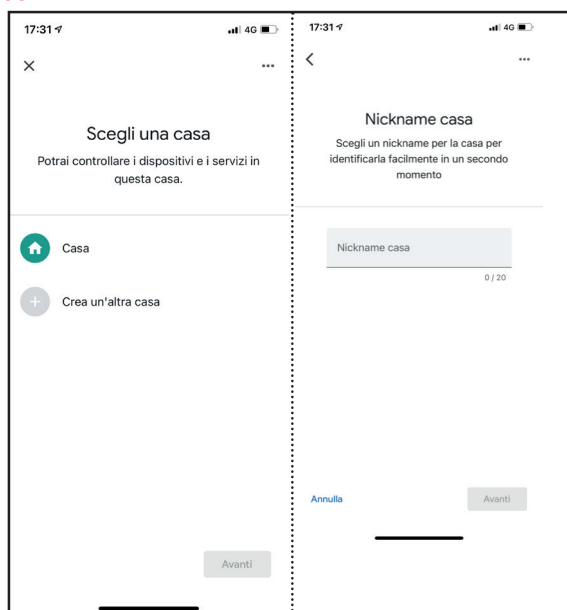 17:31
4G
Scegli una casa
Potrai controllare i dispositivi e i servizi in
questa casa.
Casa
Crea un'altra casa
Avanti
17:31
4G
Nickname casa
Scegli un nickname per la casa per
identificarla facilmente in un secondo
momento
Nickname casa
0 / 20
Annulla
Avanti